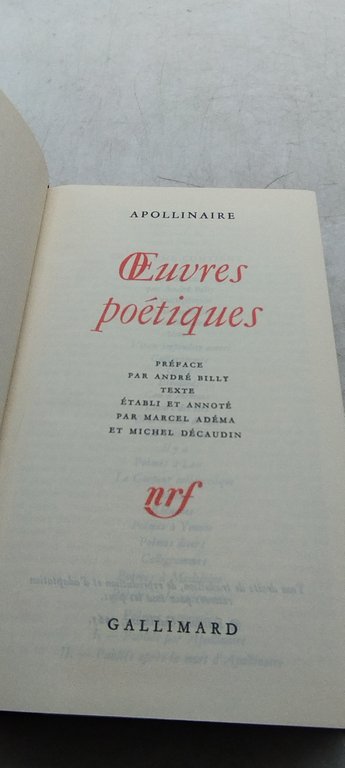 APOLLINAIRE
Œuvres
poétiques
PRÉFACE
PAR ANDRÉ BILLY
TEXTE
ÉTABLI ET ANNOTÉ
PAR MARCEL ADÉMA
ET MICHEL DÉCAUDIN
nrf
GALLIMARD